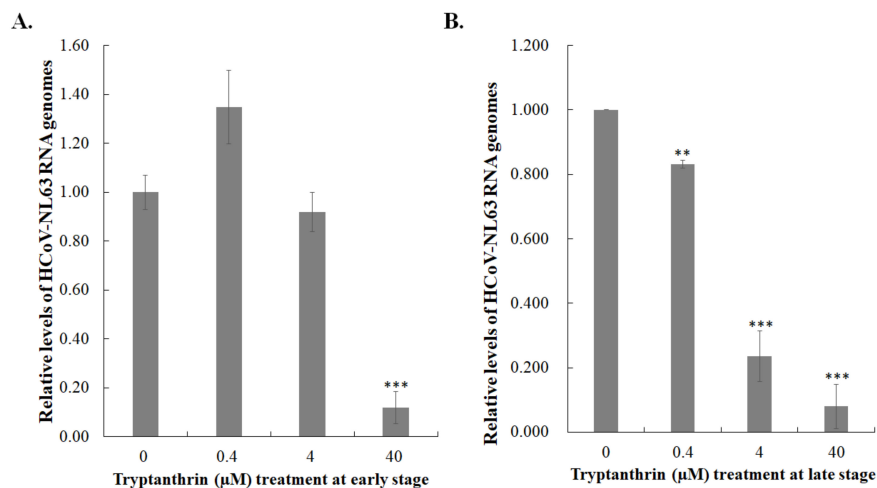 A.
Relative levels of HCoV-NL63 RNA genomes
1.60
1.40
1.20
1.00
0.80
0.60
0.40
0.20
0.00
***
0 0.4 4 40
Tryptanthrin (μM) treatment at early stage
B.
Relative levels of HCoV-NL63 RNA genomes
1.200
1.000
0.800
0.600
0.400
0.200
0.000
**
***
***
0 0.4 4 40
Tryptanthrin (μM) treatment at late stage